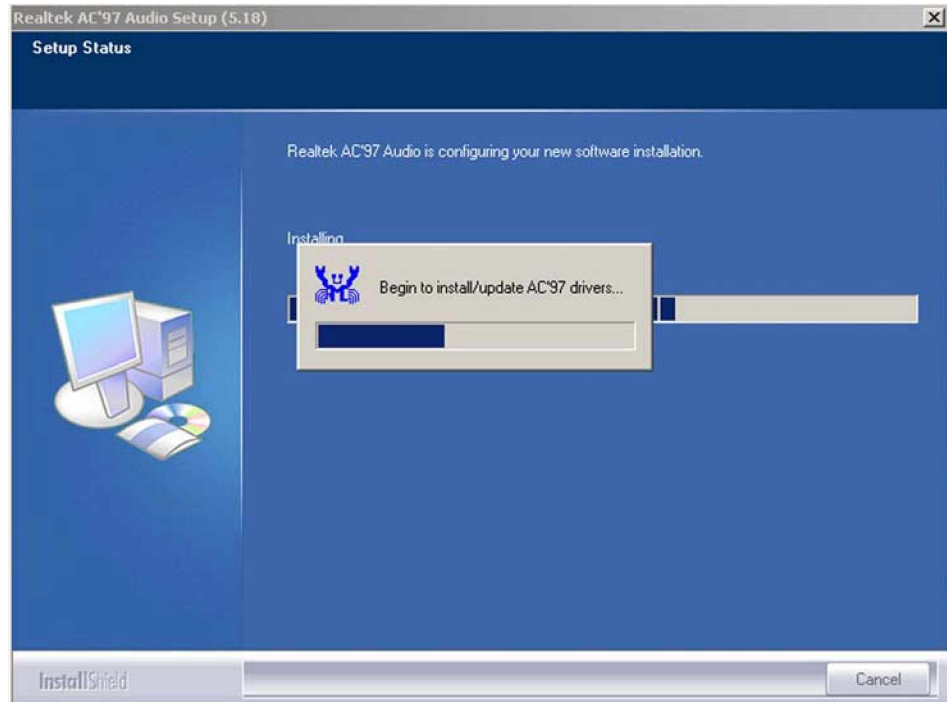 Realtek AC'97 Audio Setup (5.18)
Setup Status
Realtek AC'97 Audio is configuring your new software installation.
Installing
Begin to install/update AC'97 drivers...
InstallShield
Cancel